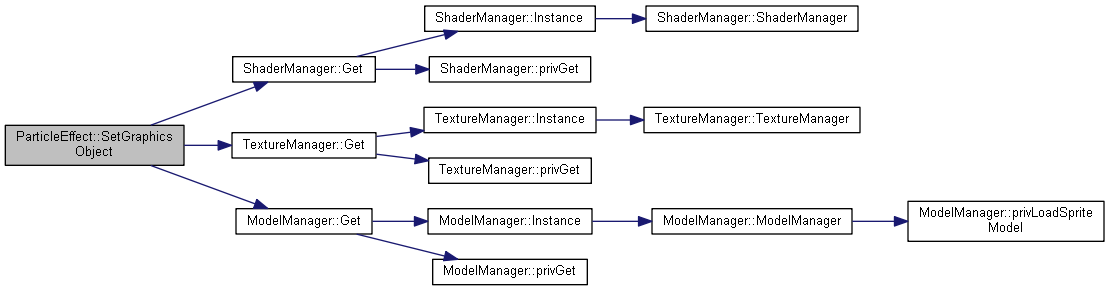 ShaderManager::Instance
ShaderManager::ShaderManager
ShaderManager::Get
ShaderManager::privGet
ParticleEffect::SetGraphics
Object
TextureManager::Instance
TextureManager::TextureManager
TextureManager::Get
TextureManager::privGet
ModelManager::Get
ModelManager::Instance
ModelManager::ModelManager
ModelManager::privLoadSprite
Model
ModelManager::privGet